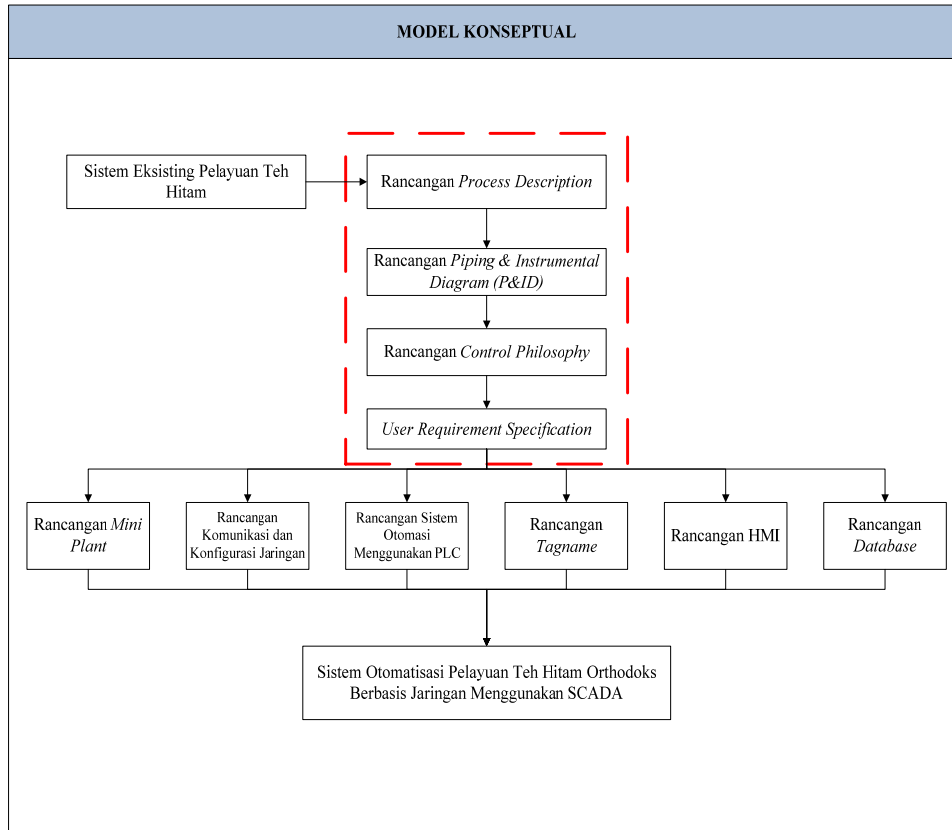 MODEL KONSEPTUAL
Sistem Eksisting Pelayuan Teh
Hitam
Rancangan Process Description
Rancangan Piping & Instrumental
Diagram (P&ID)
Rancangan Control Philosophy
User Requirement Specification
Rancangan Mini
Plant
Rancangan
Komunikasi dan
Konfigurasi Jaringan
Rancangan Sistem
Otomasi
Menggunakan PLC
Rancangan
Tagname
Rancangan HMI
Rancangan
Database
Sistem Otomatisasi Pelayuan Teh Hitam Orthodoks
Berbasis Jaringan Menggunakan SCADA